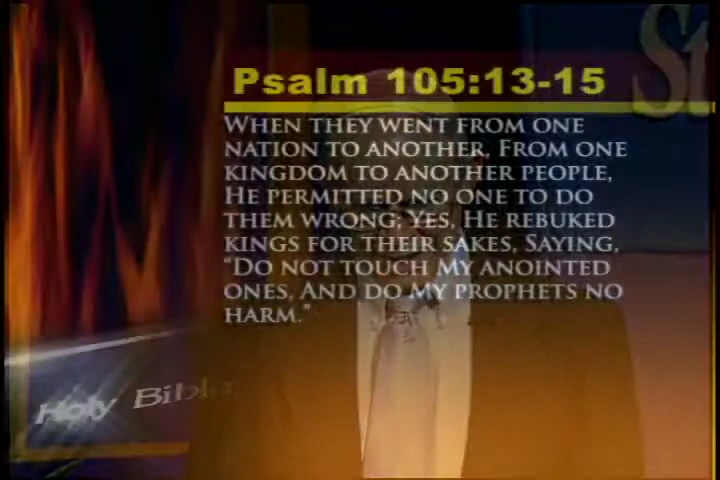 St
Psalm 105:13-15
WHEN THEY WENT FROM ONE
NATION TO ANOTHER, FROM ONE
KINGDOM TO ANOTHER PEOPLE,
HE PERMITTED NO ONE TO DO
THEM WRONG; YES, HE REBUKED
KINGS FOR THEIR SAKES, SAYING,
“DO NOT TOUCH MY ANOINTED
ONES, AND DO MY PROPHETS NO
HARM.”
Holy Bible